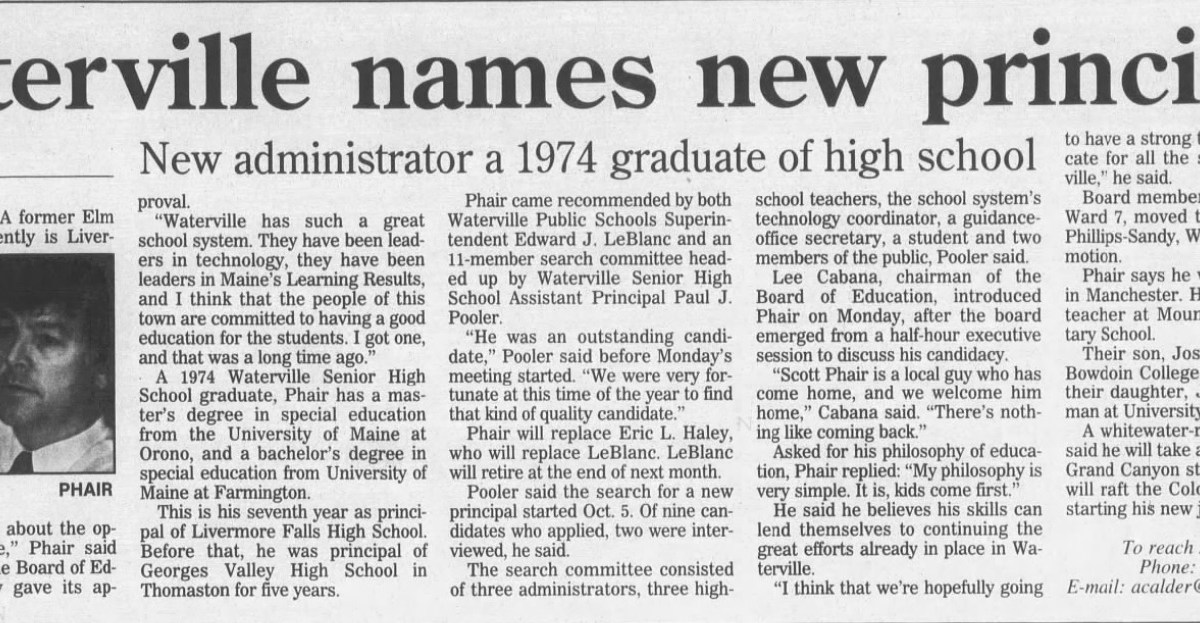 terville names new princi
New administrator a 1974 graduate of high school
A former Elm
ently is Liver-
PHAIR
about the op-
e,” Phair said
e Board of Ed-
gave its ap-
proval.
“Waterville has such a great
school system. They have been lead-
ers in technology, they have been
leaders in Maine’s Learning Results,
and I think that the people of this
town are committed to having a good
education for the students. I got one,
and that was a long time ago.”
A 1974 Waterville Senior High
School graduate, Phair has a mas-
ter’s degree in special education
from the University of Maine at
Orono, and a bachelor’s degree in
special education from University of
Maine at Farmington.
This is his seventh year as princi-
pal of Livermore Falls High School.
Before that, he was principal of
Georges Valley High School in
Thomaston for five years.
Phair came recommended by both
Waterville Public Schools Superin-
tendent Edward J. LeBlanc and an
11-member search committee head-
ed up by Waterville Senior High
School Assistant Principal Paul J.
Pooler.
“He was an outstanding candi-
date,” Pooler said before Monday’s
meeting started. “We were very for-
tunate at this time of the year to find
that kind of quality candidate.”
Phair will replace Eric L. Haley,
who will replace LeBlanc. LeBlanc
will retire at the end of next month.
Pooler said the search for a new
principal started Oct. 5. Of nine can-
didates who applied, two were inter-
viewed, he said.
The search committee consisted
of three administrators, three high-
school teachers, the school system’s
technology coordinator, a guidance-
office secretary, a student and two
members of the public, Pooler said.
Lee Cabana, chairman of the
Board of Education, introduced
Phair on Monday, after the board
emerged from a half-hour executive
session to discuss his candidacy.
“Scott Phair is a local guy who has
come home, and we welcome him
home,” Cabana said. “There’s noth-
ing like coming back.”
Asked for his philosophy of educa-
tion, Phair replied: “My philosophy is
very simple. It is, kids come first.”
He said he believes his skills can
lend themselves to continuing the
great efforts already in place in Wa-
terville.
“I think that we’re hopefully going
to have a strong
cate for all the
ville,” he said.
Board membe
Ward 7, moved t
Phillips-Sandy, W
motion.
Phair says he
in Manchester. H
teacher at Moun
tary School.
Their son, Jos
Bowdoin College
their daughter, J
man at University
A whitewater-r
said he will take a
Grand Canyon st
will raft the Colo
starting his new j
To reach
Phone:
E-mail: acalder@